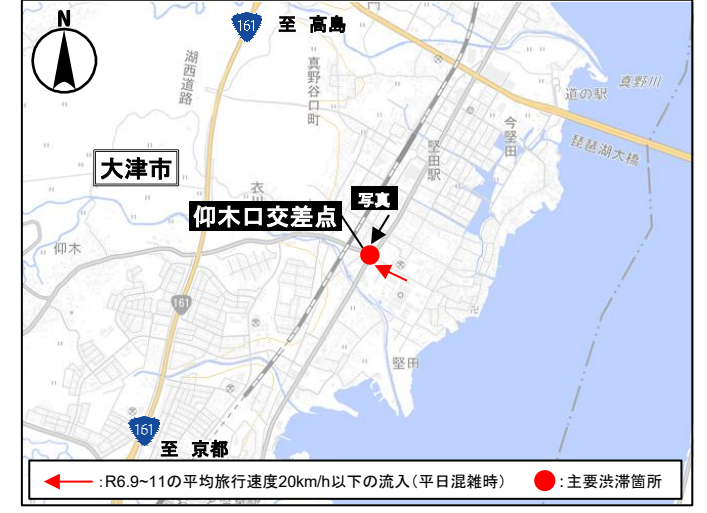 N
161
至 高島
湖西道路
真野谷口町
道の駅
真野川
今堅田
琵琶湖大橋
堅田駅
大津市
衣川
写真
仰木口交差点
仰木
161
堅田
161
至 京都
:R6.9~11の平均旅行速度20km/h以下の流入(平日混雑時)
:主要渋滞箇所